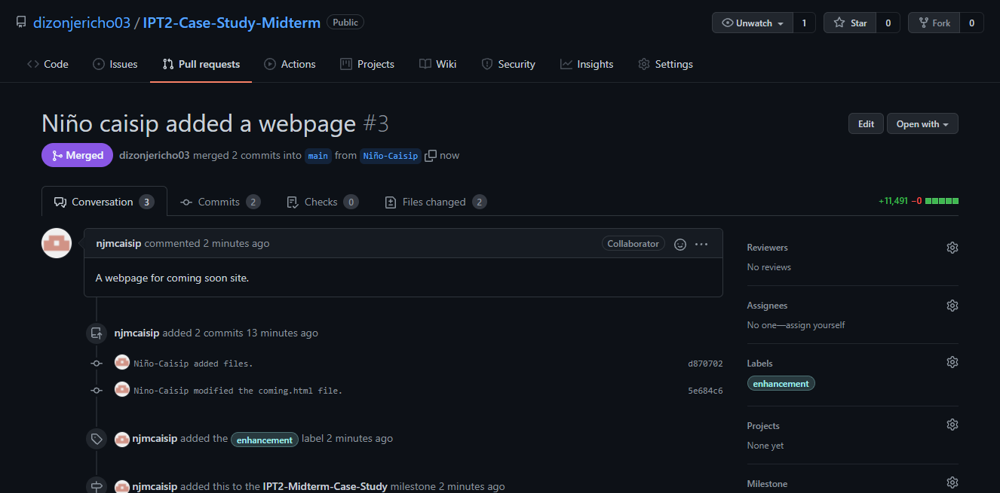 dizonjericho03 / IPT2-Case-Study-Midterm Public
Unwatch 1 Star 0 Fork 0
Code Issues Pull requests Actions Projects Wiki Security Insights Settings
Niño caisip added a webpage #3
Edit Open with
Merged dizonjericho03 merged 2 commits into main from Niño-Caisip now
Conversation 3 Commits 2 Checks 0 Files changed 2
+11,491 −0
njmcaisip commented 2 minutes ago Collaborator
A webpage for coming soon site.
njmcaisip added 2 commits 13 minutes ago
Niño-Caisip added files. d870702
Nino-Caisip modified the coming.html file. 5e684c6
njmcaisip added the enhancement label 2 minutes ago
njmcaisip added this to the IPT2-Midterm-Case-Study milestone 2 minutes ago
Reviewers
No reviews
Assignees
No one—assign yourself
Labels
enhancement
Projects
None yet
Milestone